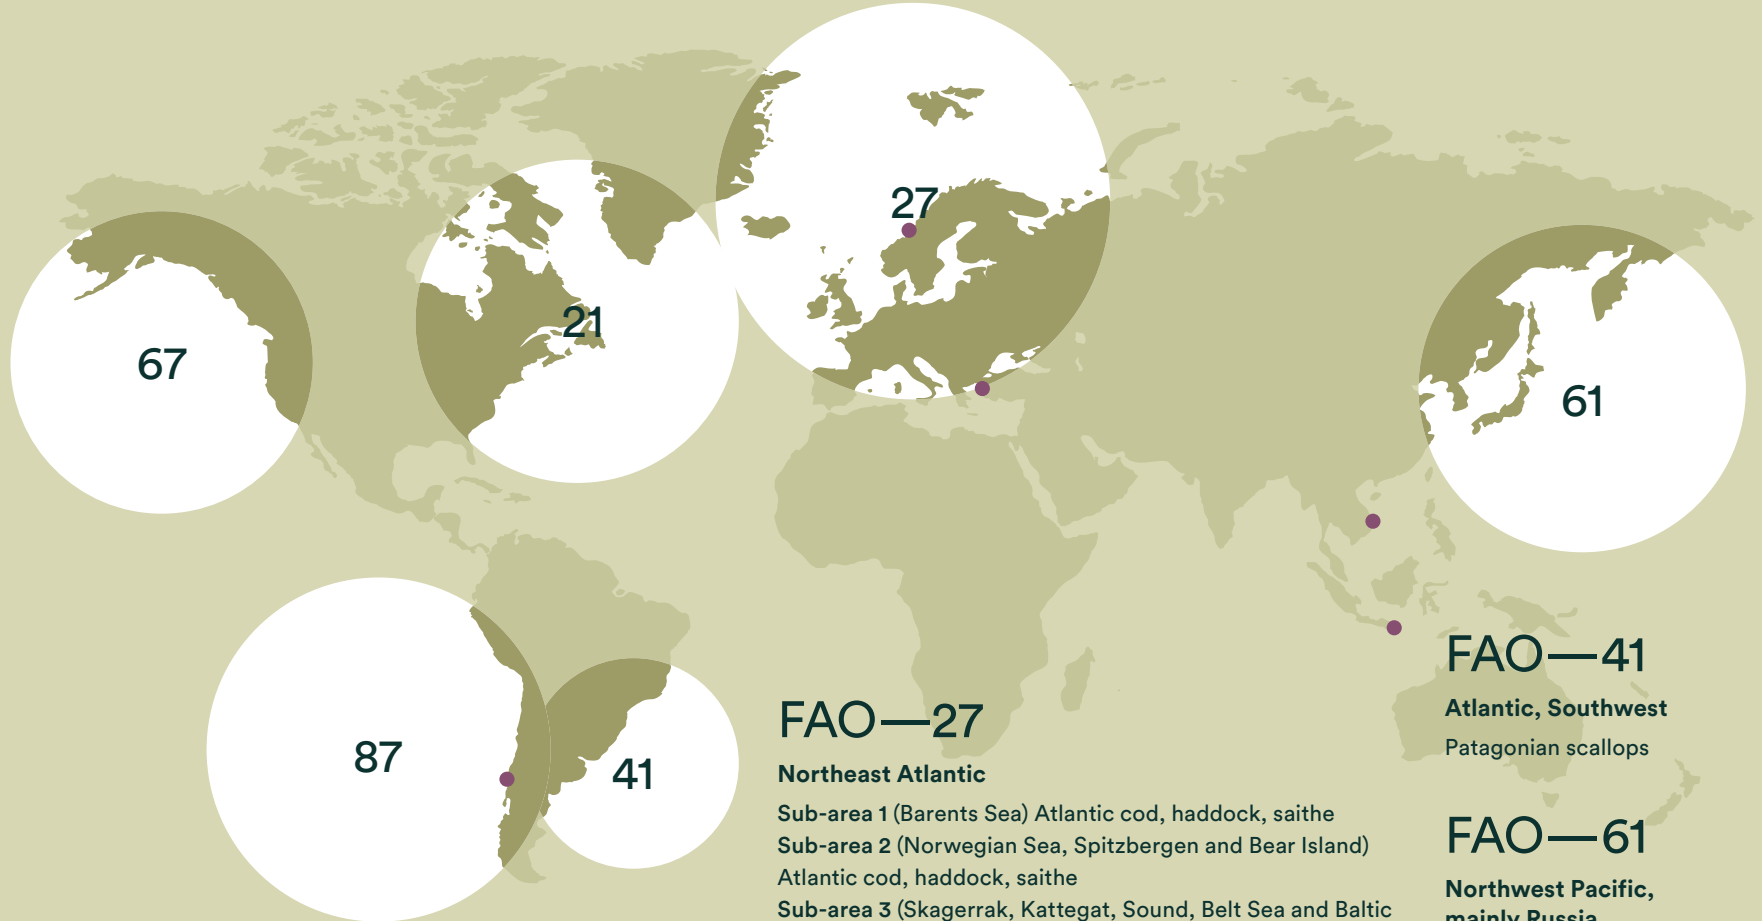 27
21
67
61
87
41
FAO—27
Northeast Atlantic
Sub-area 1 (Barents Sea) Atlantic cod, haddock, saithe
Sub-area 2 (Norwegian Sea, Spitzbergen and Bear Island)
Atlantic cod, haddock, saithe
Sub-area 3 (Skagerrak, Kattegat, Sound, Belt Sea and Baltic
FAO—41
Atlantic, Southwest
Patagonian scallops
FAO—61
Northwest Pacific,
mainly Russia